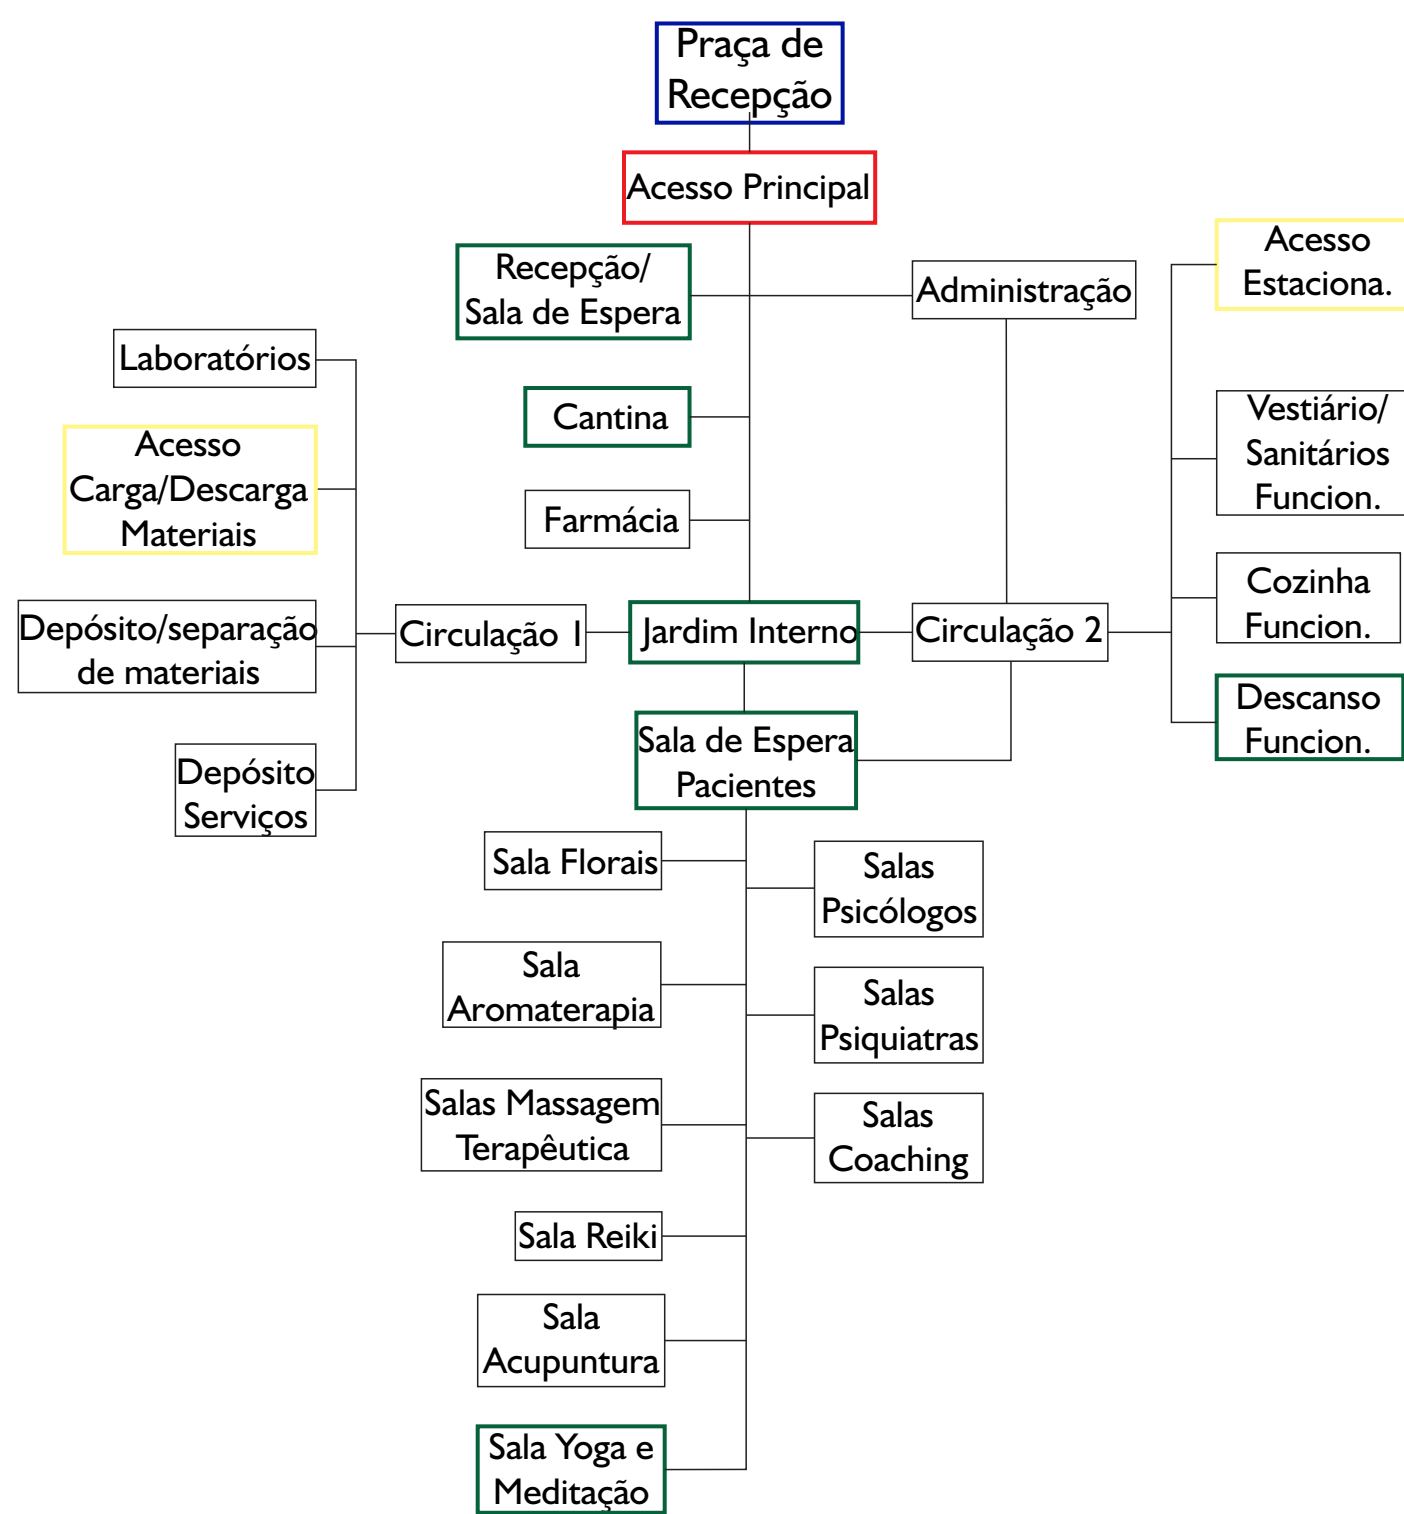 Praça de
Recepção
Acesso Principal
Recepção/
Sala de Espera
Administração
Acesso
Estaciona.
Laboratórios
Cantina
Vestiário/
Sanitários
Funcion.
Acesso
Carga/Descarga
Materiais
Farmácia
Cozinha
Funcion.
Depósito/separação
de materiais
Circulação 1
Jardim Interno
Circulação 2
Descanso
Funcion.
Sala de Espera
Pacientes
Depósito
Serviços
Sala Florais
Salas
Psicólogos
Sala
Aromaterapia
Salas
Psiquiatras
Salas Massagem
Terapêutica
Salas
Coaching
Sala Reiki
Sala
Acupuntura
Sala Yoga e
Meditação